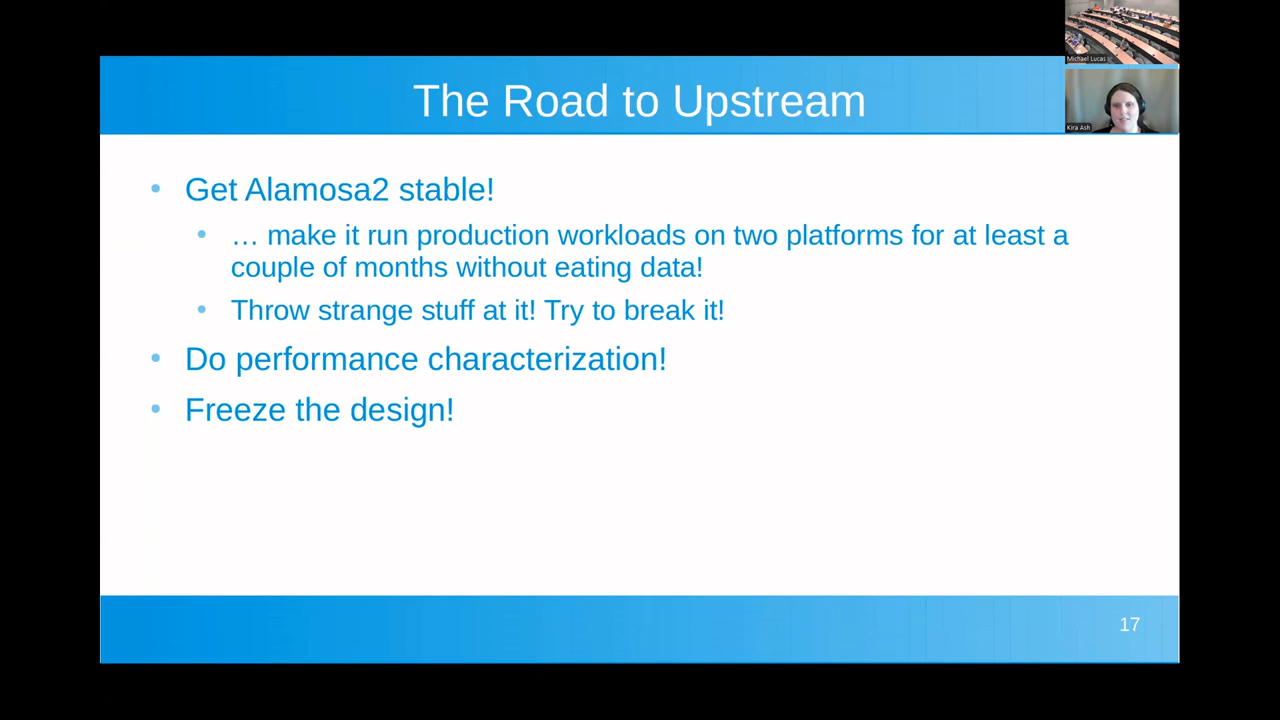 The Road to Upstream
Michael Lucas
Kira Ash
Get Alamosa2 stable!
… make it run production workloads on two platforms for at least a
couple of months without eating data!
Throw strange stuff at it! Try to break it!
Do performance characterization!
Freeze the design!
17